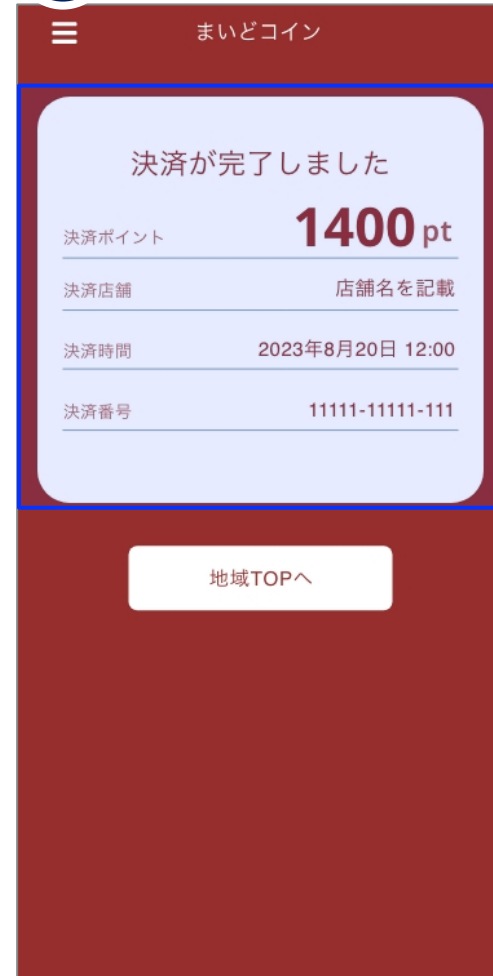 まいどコイン
決済が完了しました
決済ポイント 1400 pt
決済店舗 店舗名を記載
決済時間 2023年8月20日 12:00
決済番号 11111-11111-111
地域TOPへ